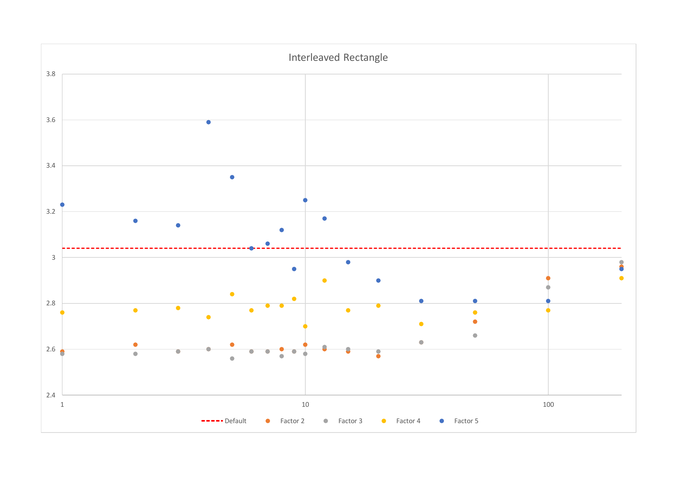 Interleaved Rectangle
3.8
3.6
3.4
3.2
3
2.8
2.6
2.4
1 10 100
Default Factor 2 Factor 3 Factor 4 Factor 5